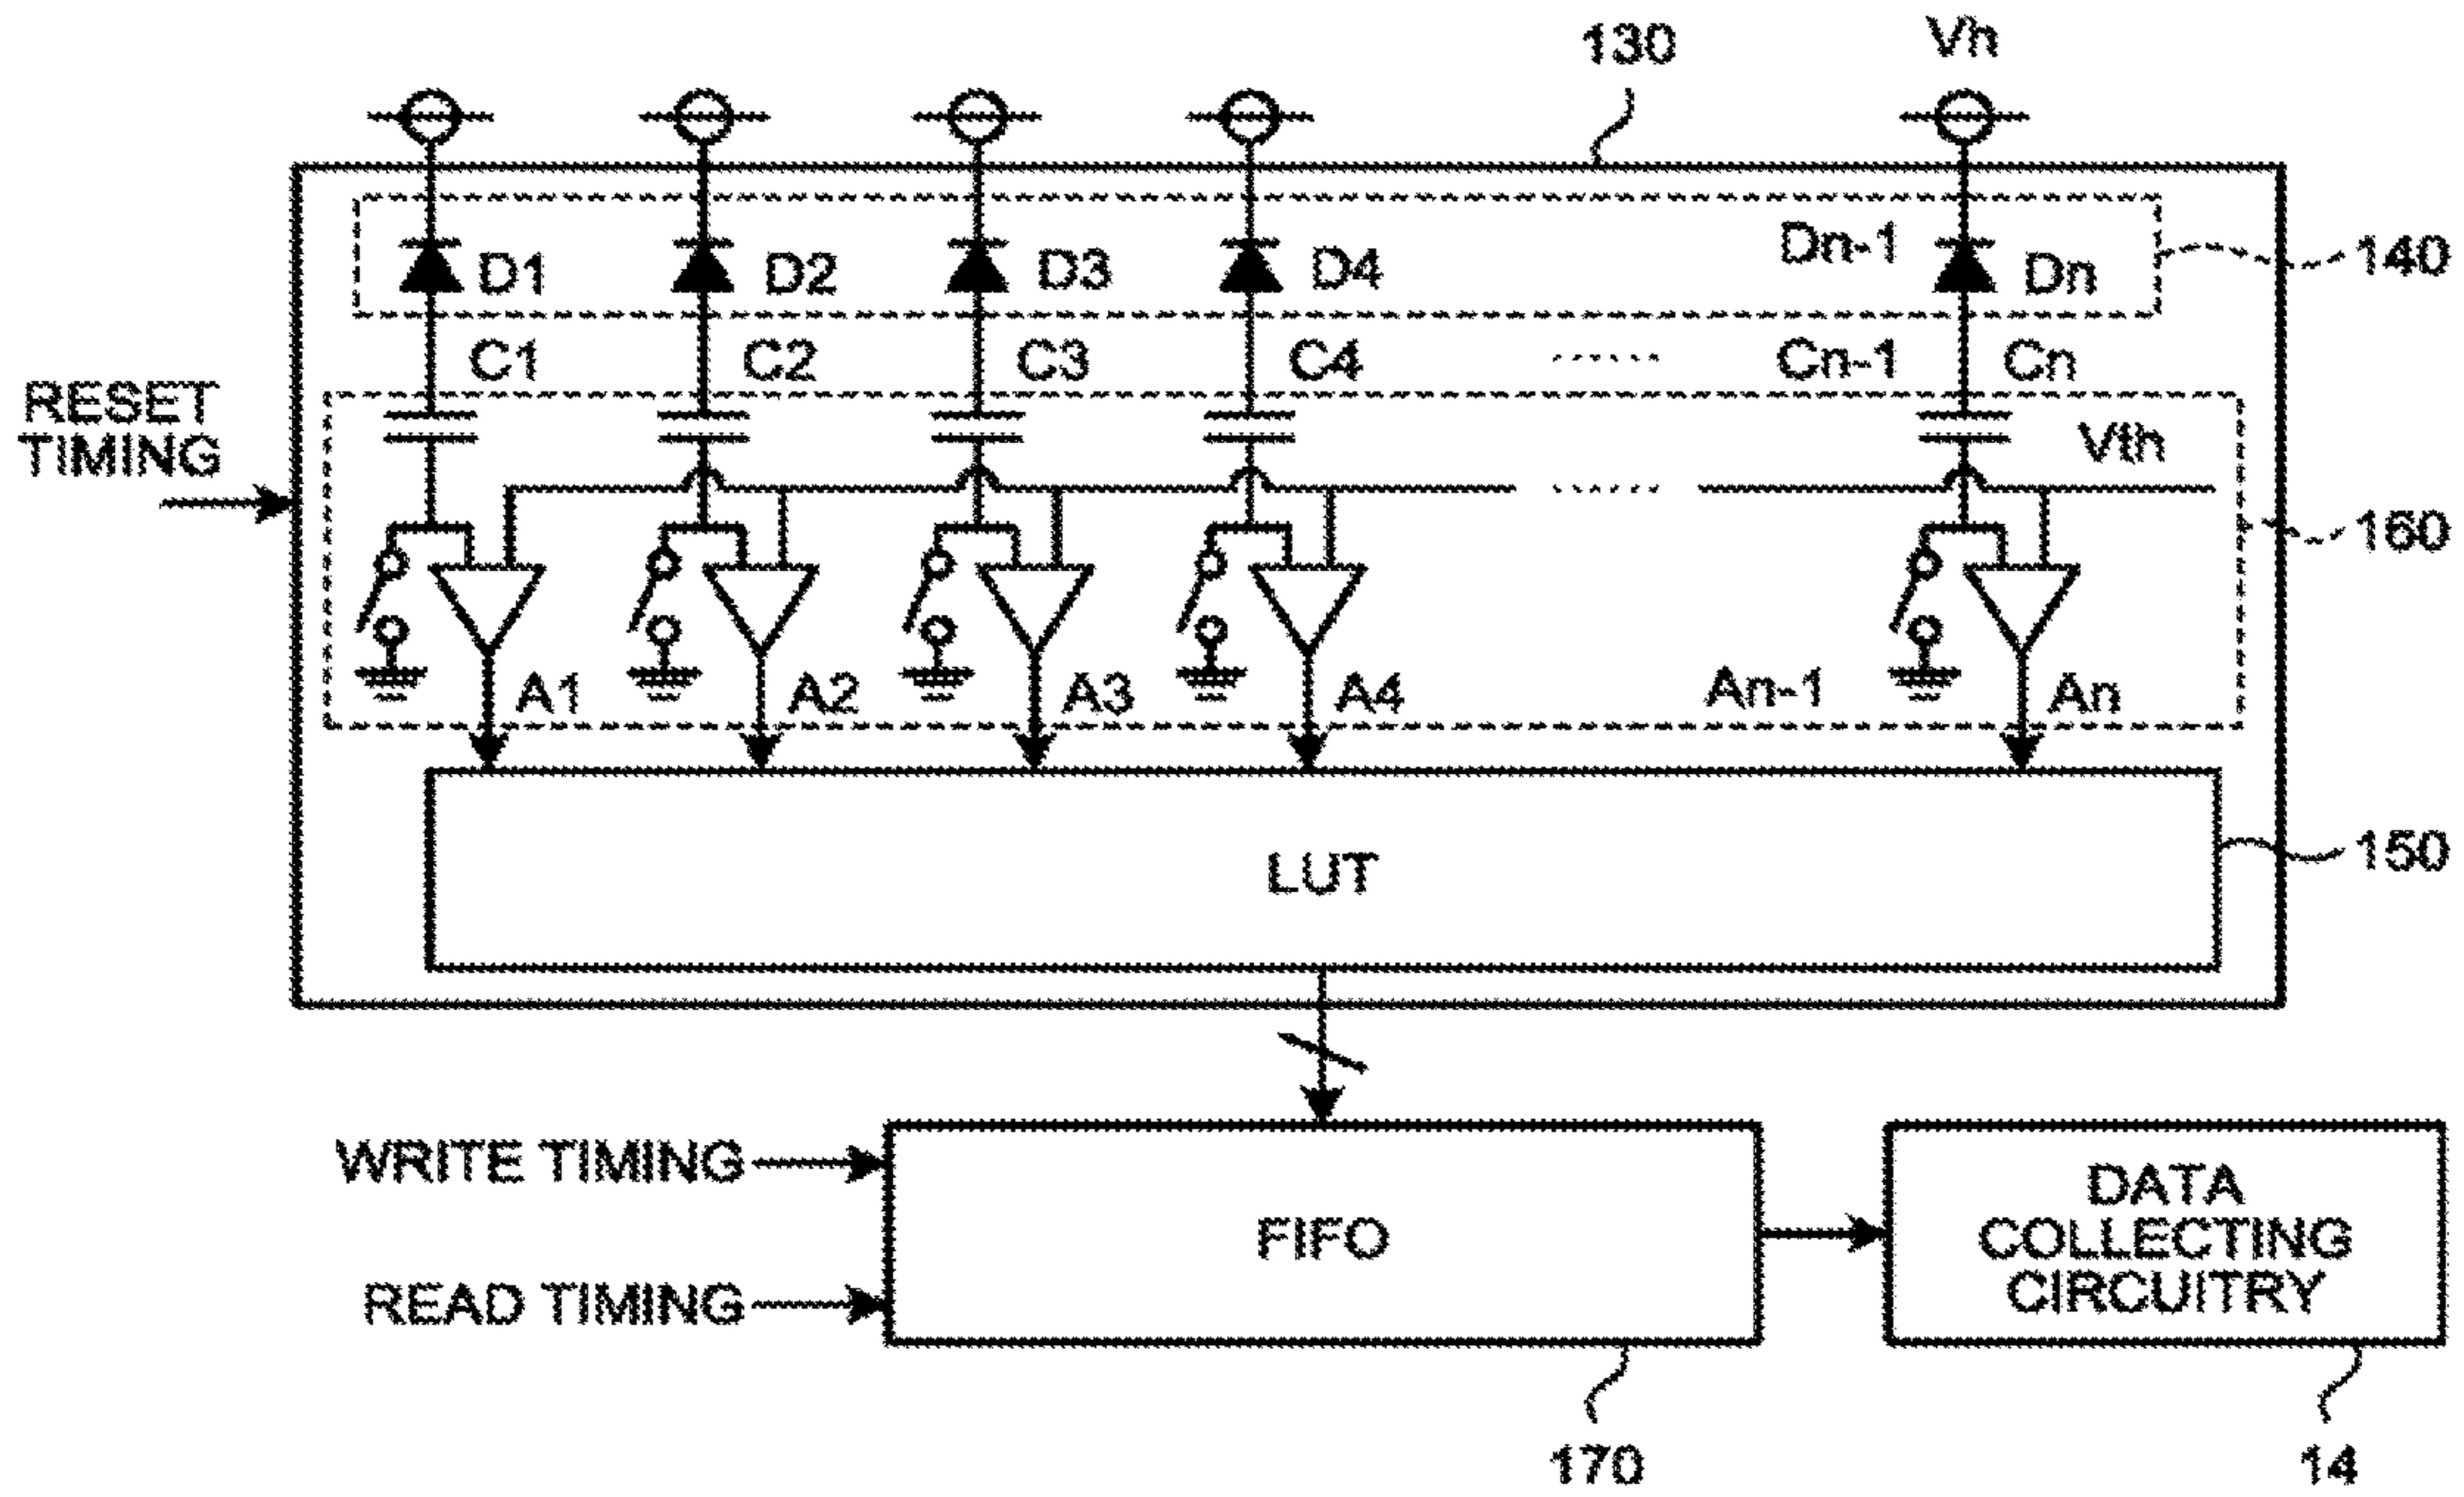 130
Vh
D1
D2
D3
D4
Dn-1
Dn
140
C1
C2
C3
C4
Cn-1
Cn
RESET
TIMING
Vth
160
A1
A2
A3
A4
An-1
An
LUT
150
WRITE TIMING
READ TIMING
FIFO
DATA
COLLECTING
CIRCUITRY
170
14